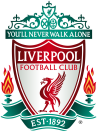 YOU'LL NEVER WALK ALONE
LIVERPOOL
FOOTBALL CLUB
EST·1892